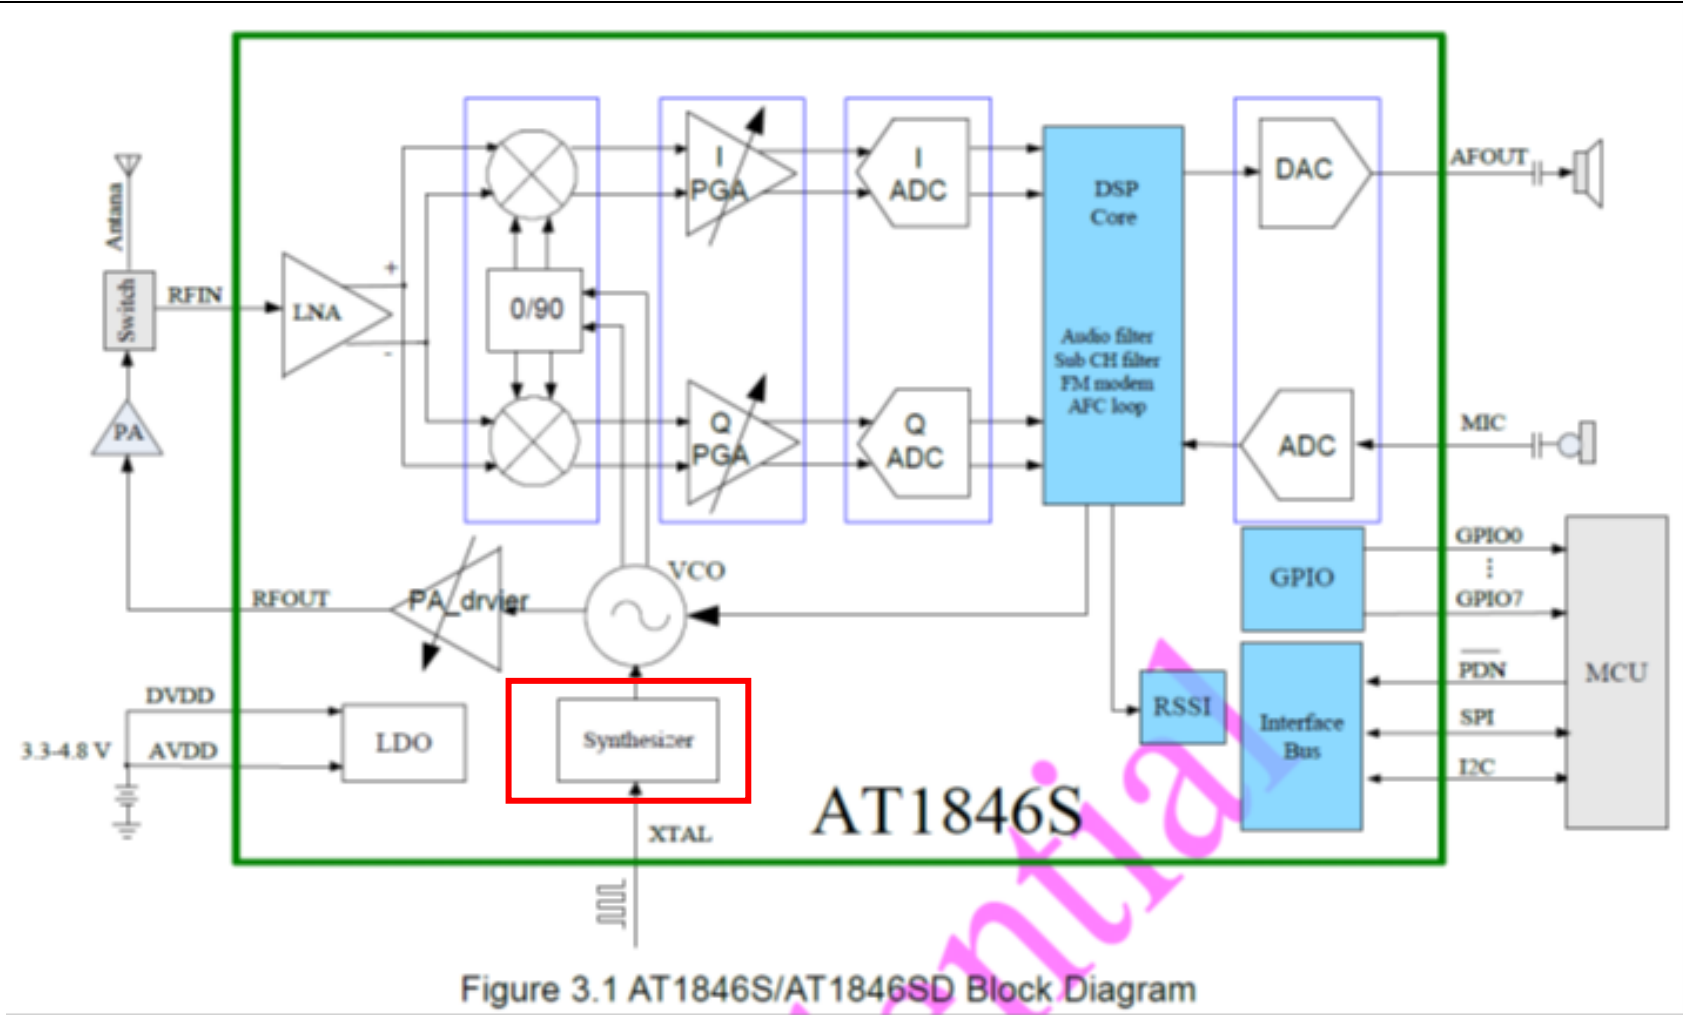 Antana
Switch
RFIN
PA
LNA
+
-
0/90
I
PGA
Q
PGA
I
ADC
Q
ADC
DSP
Core
Audio filter
Sub CH filter
FM modem
AFC loop
DAC
ADC
AFOUT
MIC
GPIO
GPIO0
GPIO7
PDN
SPI
I2C
MCU
RSSI
Interface
Bus
RFOUT
PA_drvier
VCO
DVDD
3.3-4.8 V
AVDD
LDO
Synthesizer
XTAL
AT1846S
Figure 3.1 AT1846S/AT1846SD Block Diagram